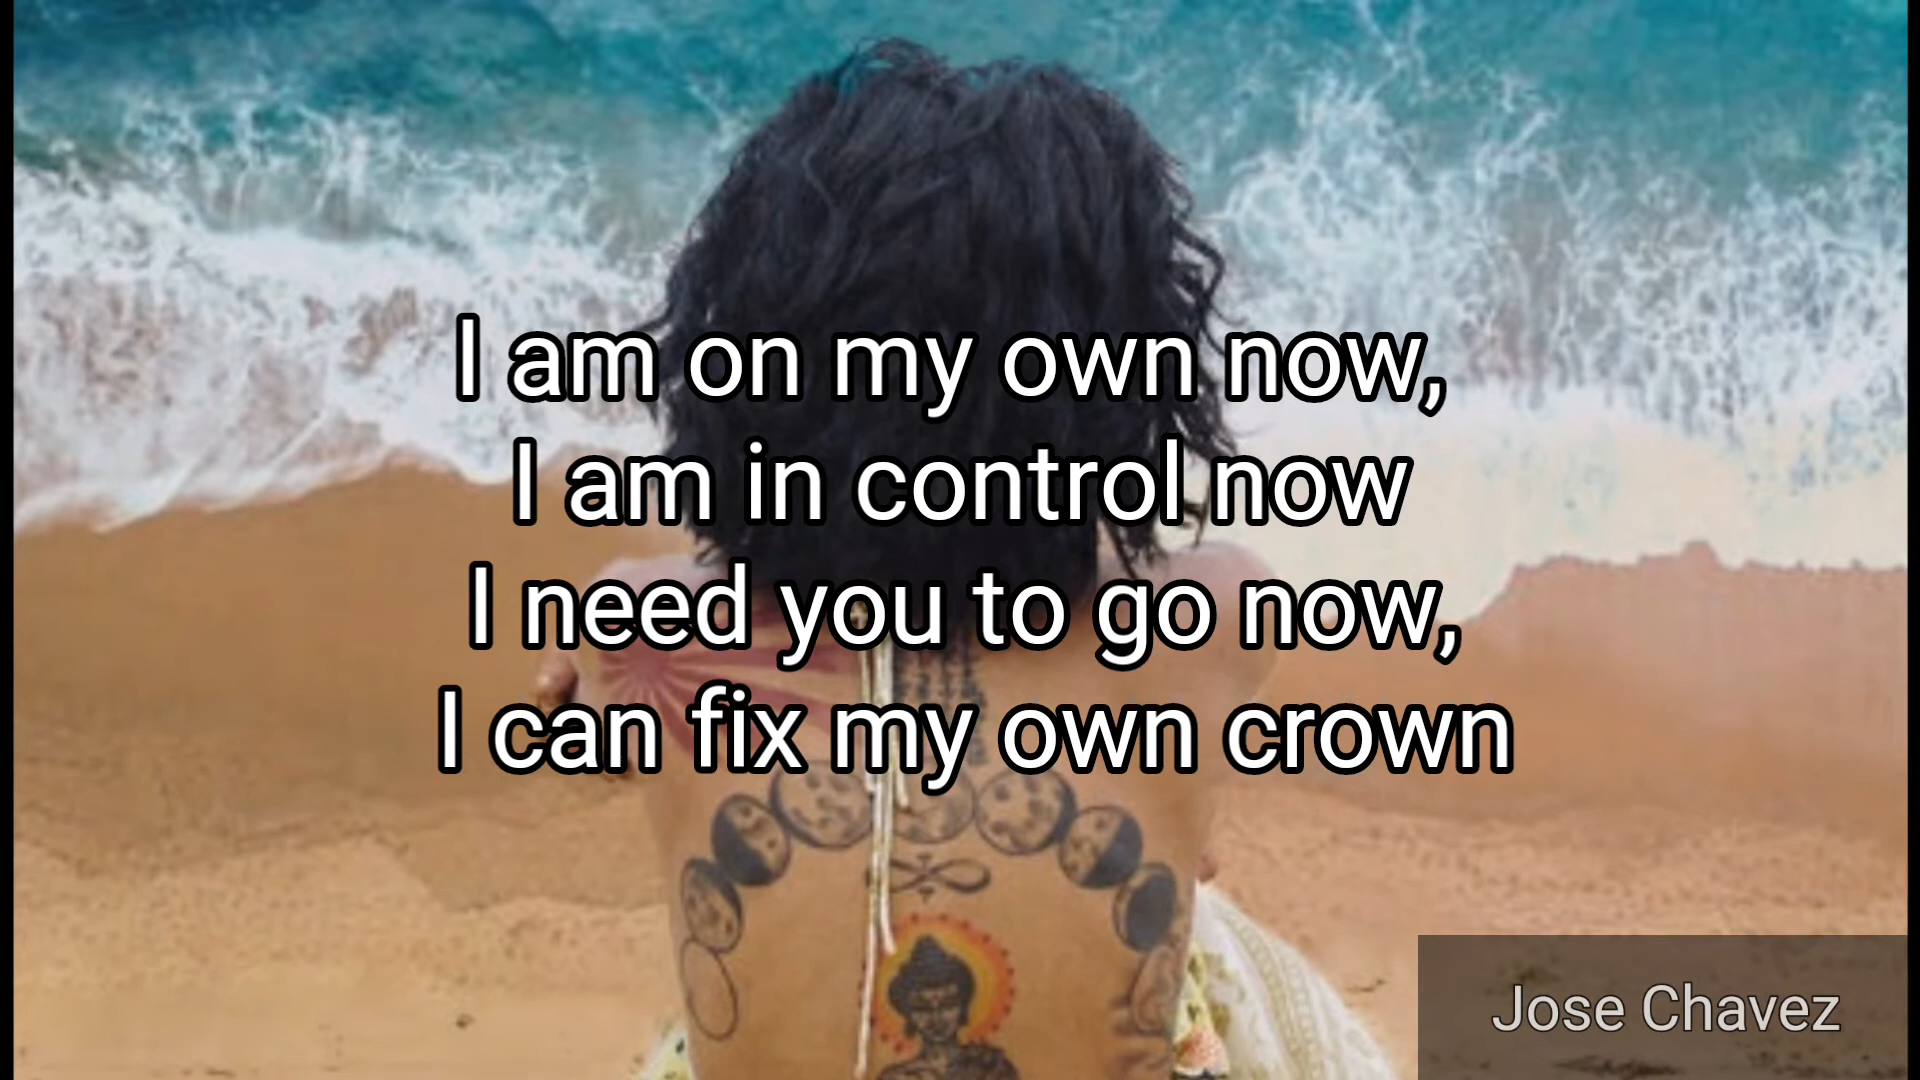 I am on my own now,
I am in control now
I need you to go now,
I can fix my own crown
Jose Chavez